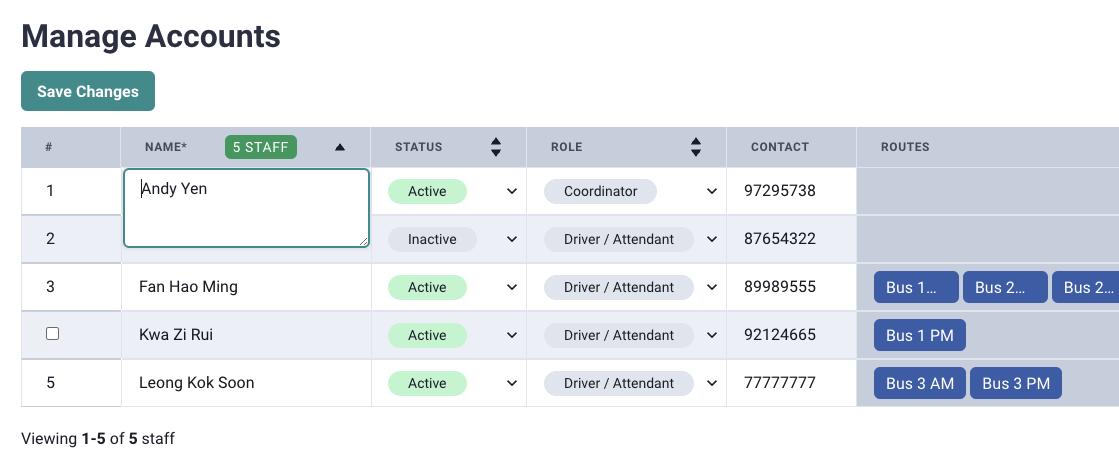 Manage Accounts
Save Changes
# NAME* 5 STAFF STATUS ROLE CONTACT ROUTES
1 Andy Yen Active Coordinator 97295738
2 Inactive Driver / Attendant 87654322
3 Fan Hao Ming Active Driver / Attendant 89989555 Bus 1... Bus 2... Bus 2...
Kwa Zi Rui Active Driver / Attendant 92124665 Bus 1 PM
5 Leong Kok Soon Active Driver / Attendant 77777777 Bus 3 AM Bus 3 PM
Viewing 1-5 of 5 staff